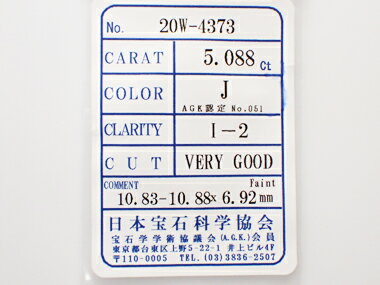 No. 20W-4373
CARAT 5.088 Ct
COLOR J
AGK認定 No.051
CLARITY I-2
CUT VERY GOOD
COMMENT Faint
10.83-10.88x 6.92mm
日本宝石科学協会
宝石学学術協議会(A.G.K.)会員
東京都台東区上野5-22-1 井上ビル4F
〒110-0005 TEL.(03)3836-2507